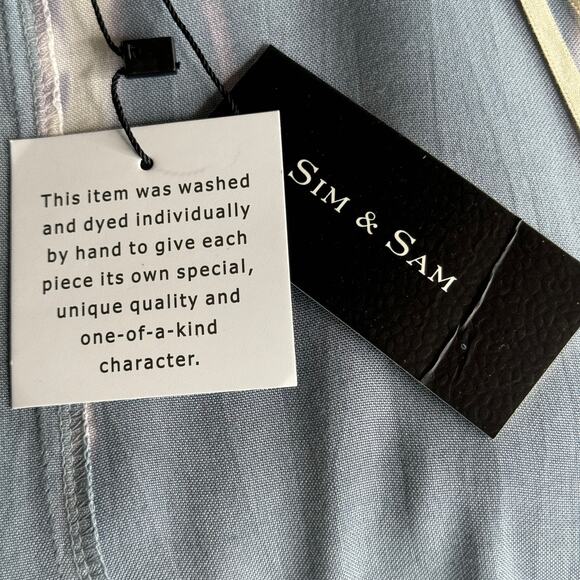 This item was washed
and dyed individually
by hand to give each
piece its own special,
unique quality and
one-of-a-kind
character.
SIM & SAM